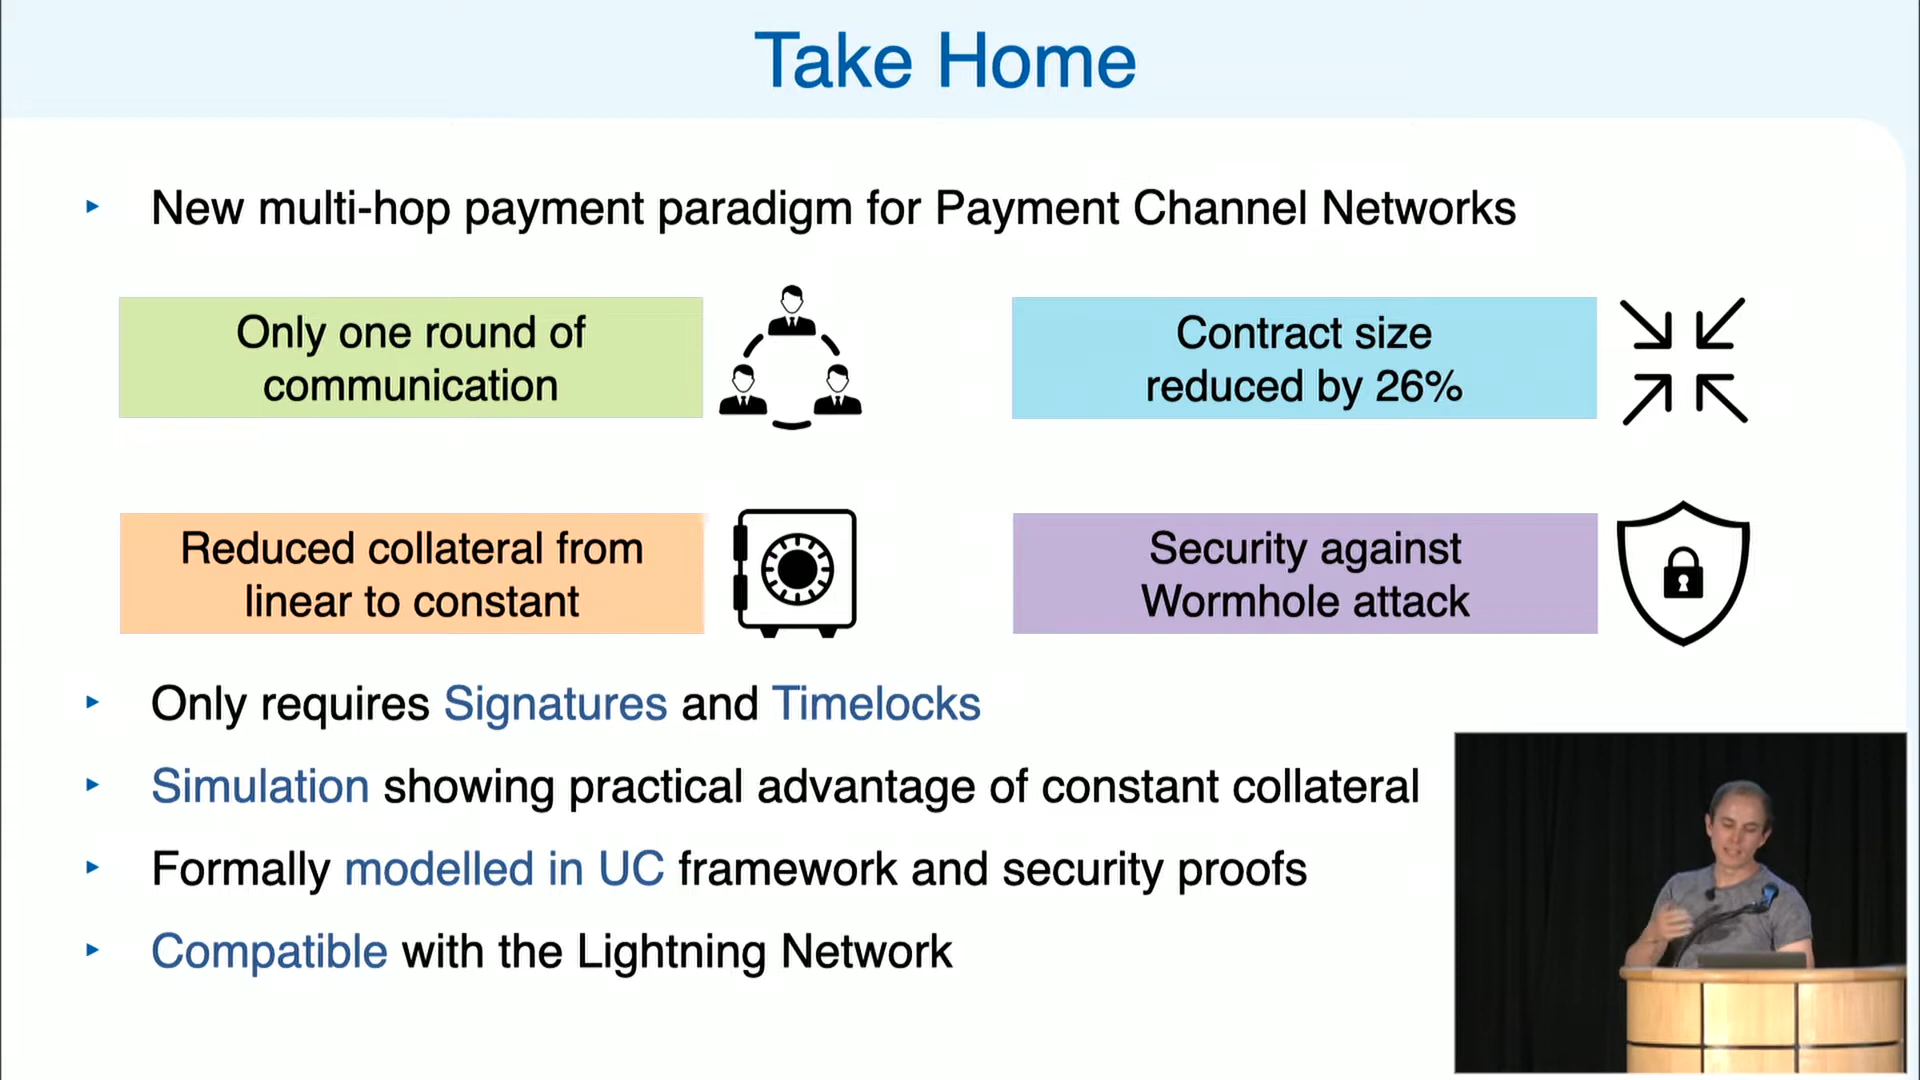 Take Home
‣ New multi-hop payment paradigm for Payment Channel Networks
Only one round of
communication
Contract size
reduced by 26%
Reduced collateral from
linear to constant
Security against
Wormhole attack
‣ Only requires Signatures and Timelocks
‣ Simulation showing practical advantage of constant collateral
‣ Formally modelled in UC framework and security proofs
‣ Compatible with the Lightning Network